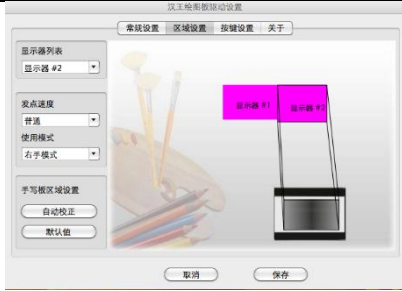 汉王绘图板驱动设置
常规设置 区域设置 按键设置 关于
显示器列表
显示器 #2
发点速度
普通
使用模式
右手模式
手写板区域设置
自动校正
默认值
显示器 #1
显示器 #2
取消
保存